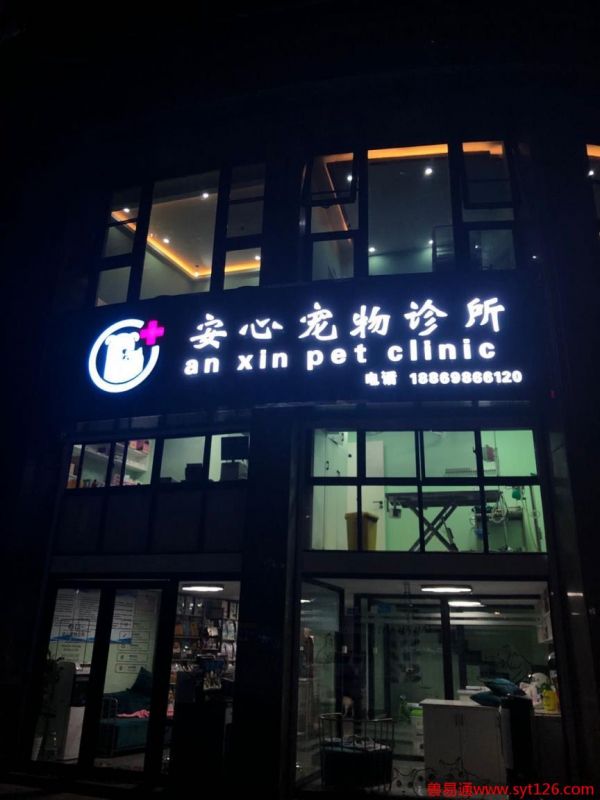 安心宠物诊所
an xin pet clinic
电话 18869866120
兽易通www.syt126.com